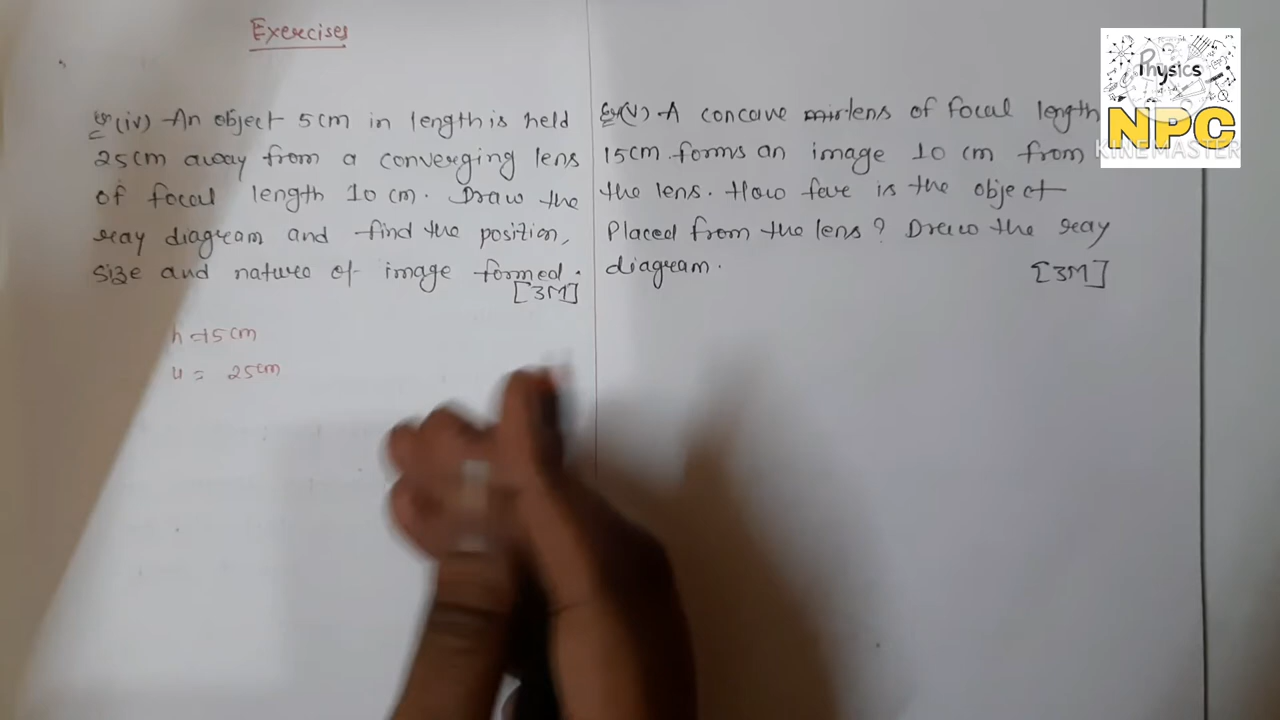 Exercises
Ex(iv) An object 5cm in length is held
25cm away from a converging lens
of focal length 10 cm. Draw the
ray diagram and find the position,
size and nature of image formed.
[3M]
h = +5cm
u = 25cm
Ex(v) A concave lens of focal length
15cm forms an image 10 cm from
the lens. How far is the object
Placed from the lens? Draw the ray
diagram. [3M]
Physics
NPC
KINEMASTER